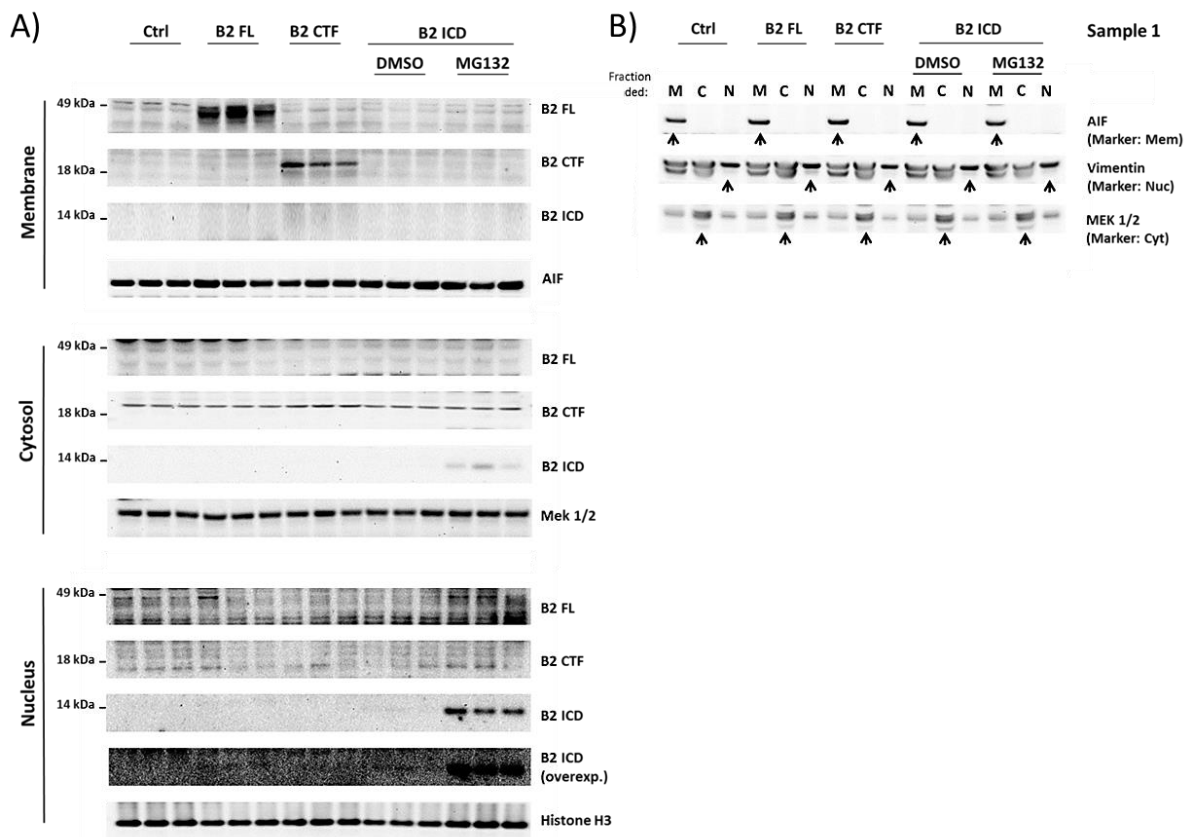 A)
Ctrl B2 FL B2 CTF B2 ICD
DMSO MG132
Membrane
49 kDa B2 FL
18 kDa B2 CTF
14 kDa B2 ICD
AIF
Cytosol
49 kDa B2 FL
18 kDa B2 CTF
14 kDa B2 ICD
Mek 1/2
Nucleus
49 kDa B2 FL
18 kDa B2 CTF
14 kDa B2 ICD
B2 ICD
(overexp.)
Histone H3
B)
Ctrl B2 FL B2 CTF B2 ICD Sample 1
DMSO MG132
Fraction
ded: M C N M C N M C N M C N M C N
AIF
(Marker: Mem)
Vimentin
(Marker: Nuc)
MEK 1/2
(Marker: Cyt)